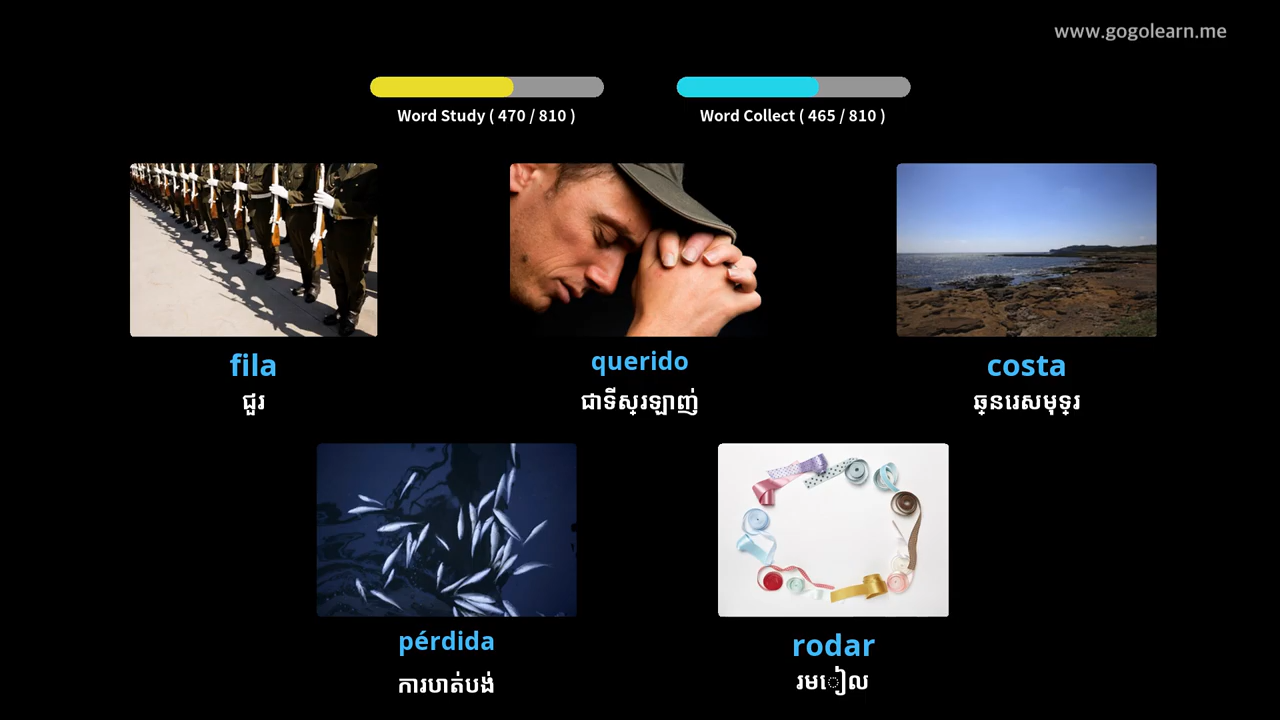 www.gogolearn.me
Word Study ( 470 / 810 )
Word Collect ( 465 / 810 )
fila
ជួរ
querido
ជាទីស្រឡាញ់
costa
ឆ្នេរសមុទ្រ
pérdida
ការបាត់បង់
rodar
រមៀល